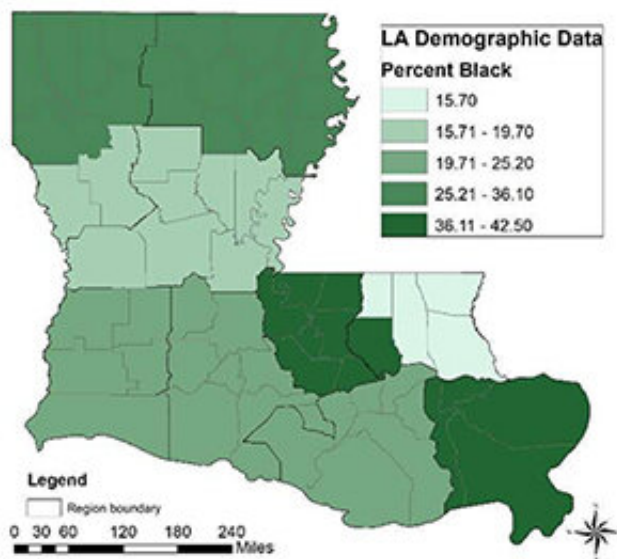 LA Demographic Data
Percent Black
15.70
15.71 - 19.70
19.71 - 25.20
25.21 - 36.10
36.11 - 42.50
Legend
Region boundary
0 30 60 120 180 240
Miles